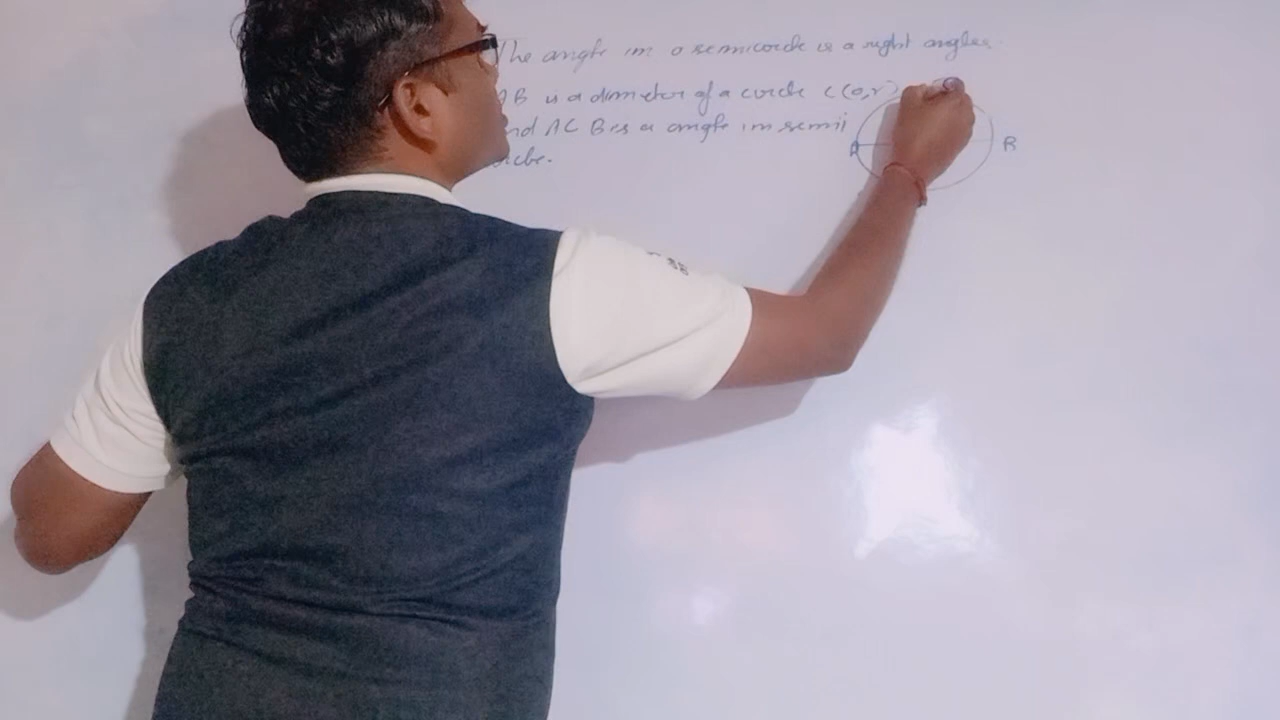 The angle in a semicircle is a right angles.
AB is a diameter of a circle C(O,r)
and ACB is a angle in semi
circle.
A B